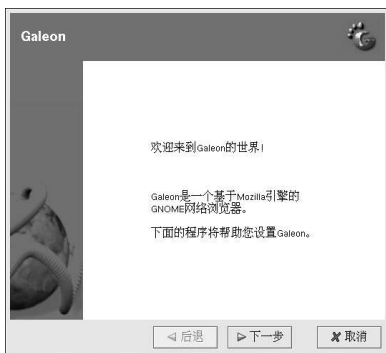 Galeon
欢迎来到Galeon的世界！
Galeon是一个基于Mozilla引擎的
GNOME网络浏览器。
下面的程序将帮助您设置Galeon。
后退
下一步
取消